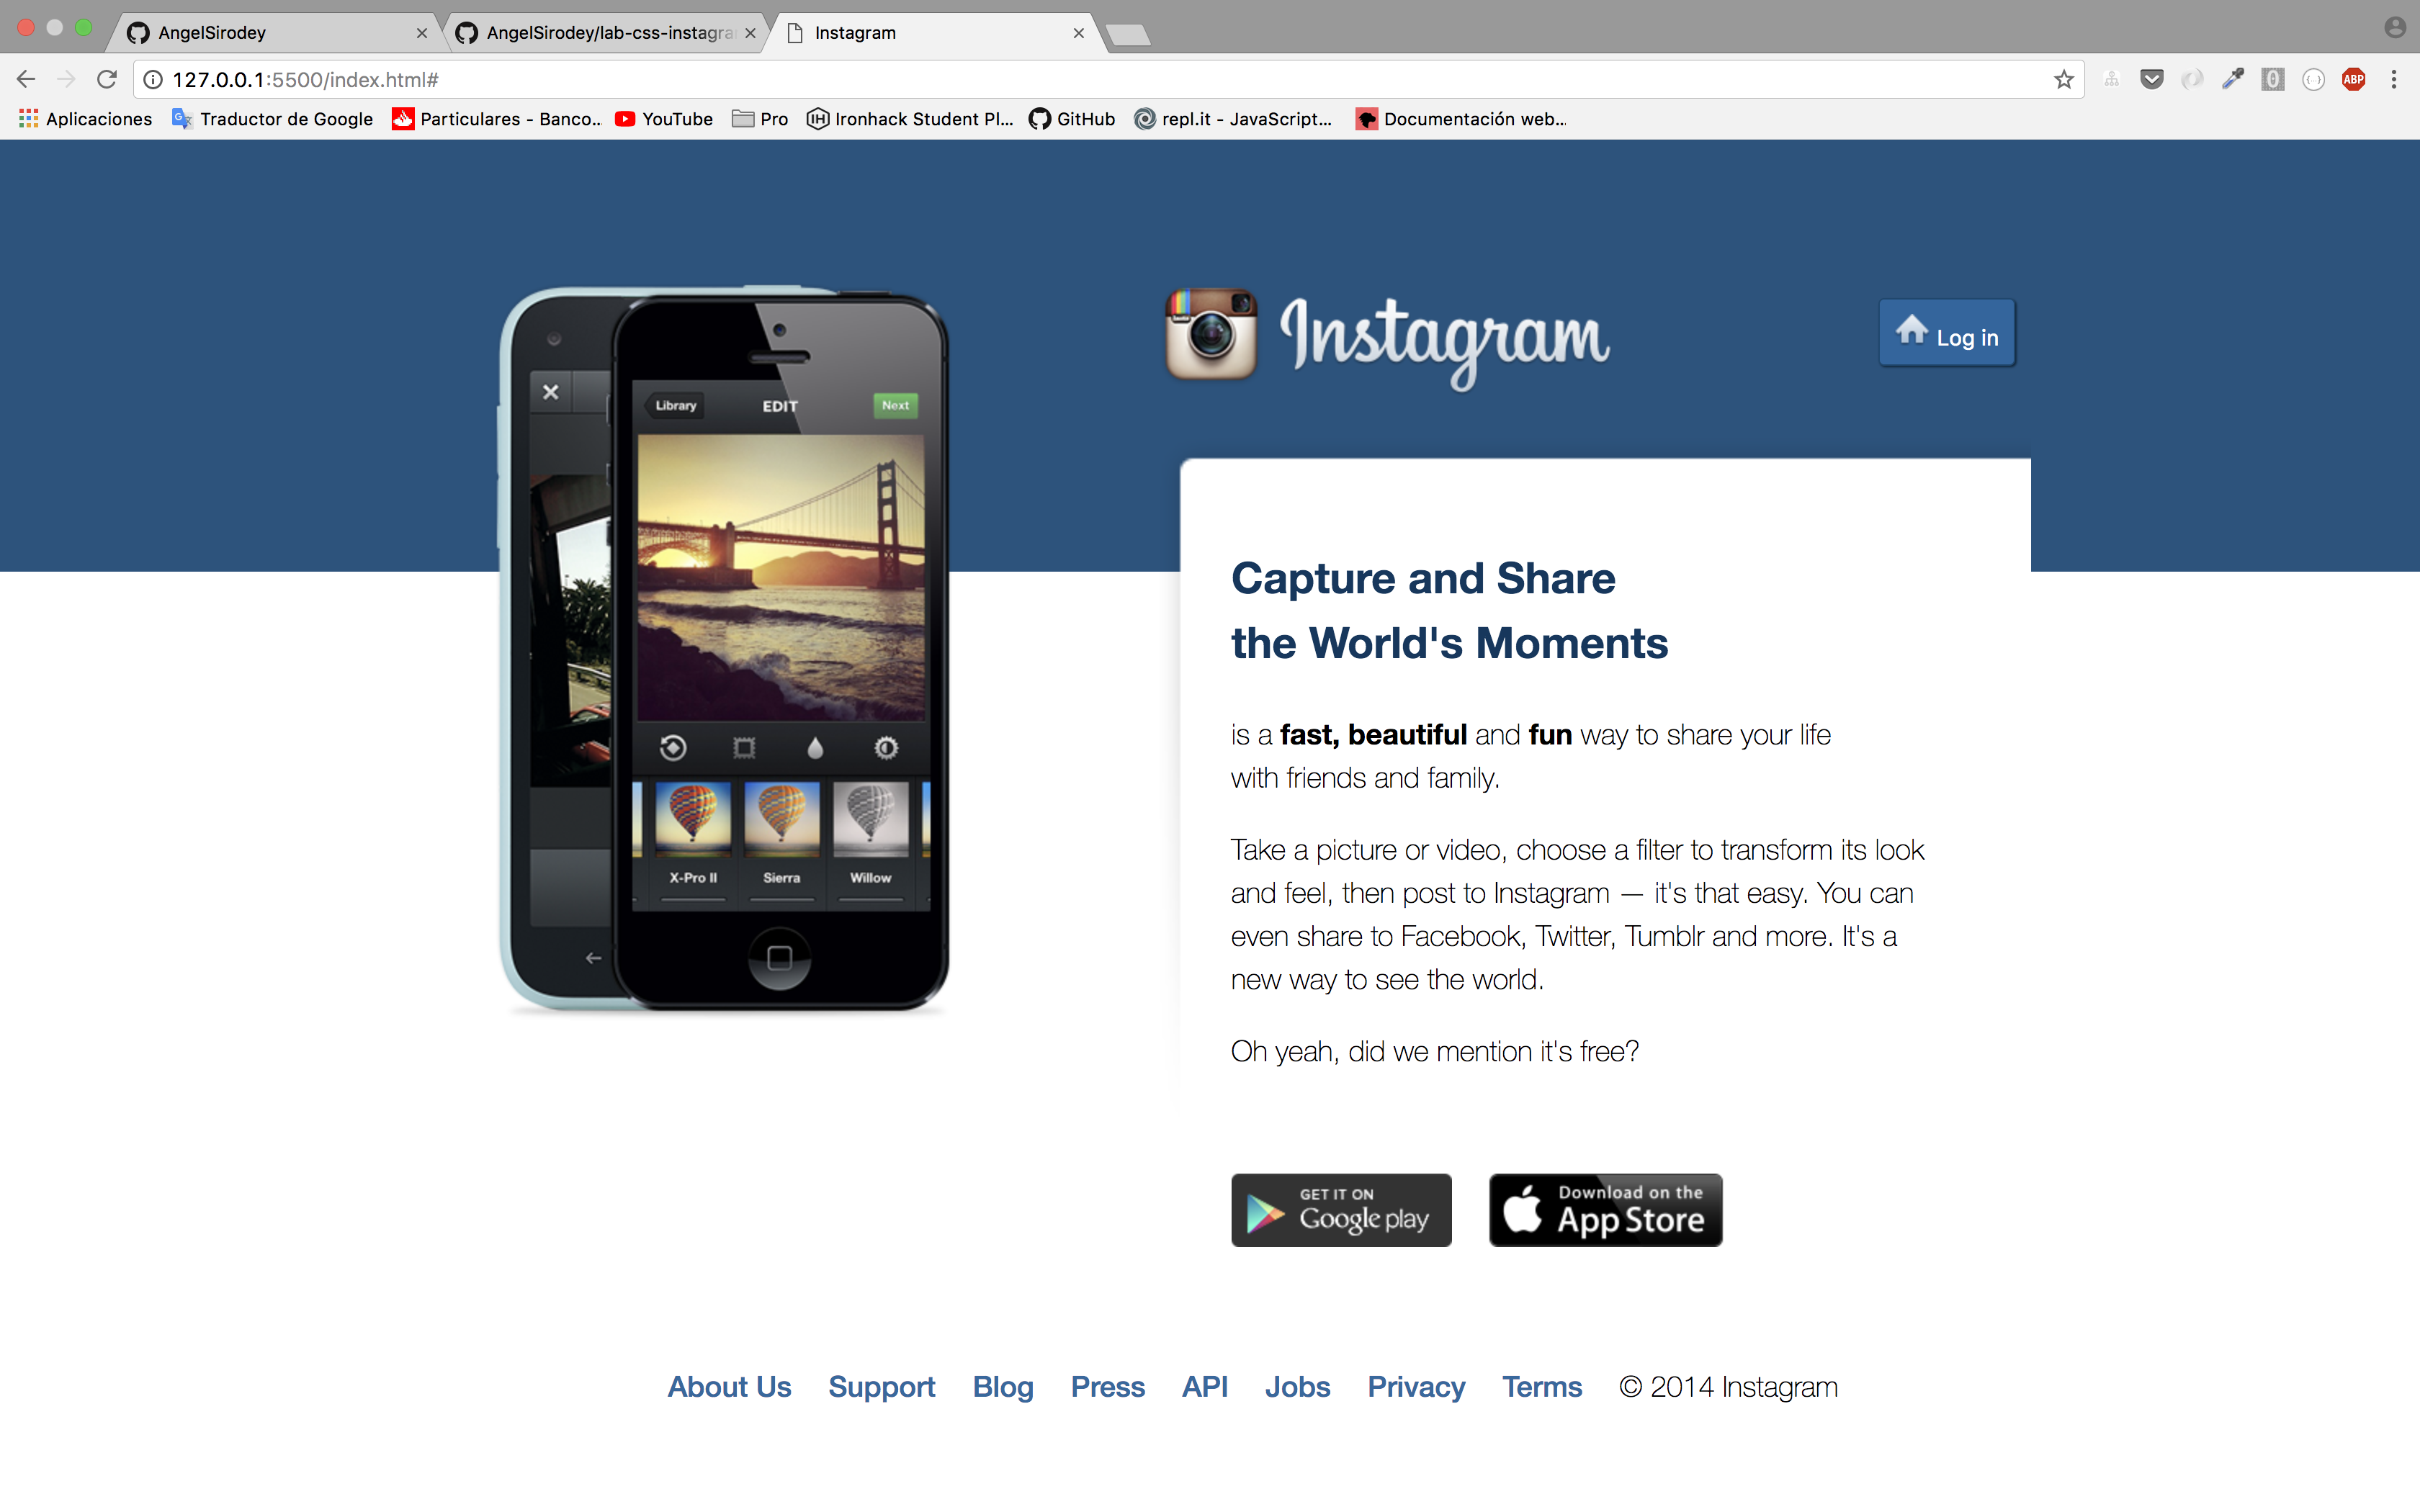 AngelSirodey
AngelSirodey/lab-css-instagra
Instagram
127.0.0.1:5500/index.html#
ABP
Aplicaciones
Traductor de Google
Particulares - Banco...
YouTube
Pro
Ironhack Student Pl...
GitHub
repl.it - JavaScript...
Documentación web...
Instagram
Log in
Library
EDIT
Next
X-Pro II
Sierra
Willow
Capture and Share
the World's Moments
is a fast, beautiful and fun way to share your life
with friends and family.
Take a picture or video, choose a filter to transform its look
and feel, then post to Instagram — it's that easy. You can
even share to Facebook, Twitter, Tumblr and more. It's a
new way to see the world.
Oh yeah, did we mention it's free?
GET IT ON
Google play
Download on the
App Store
About Us Support Blog Press API Jobs Privacy Terms © 2014 Instagram